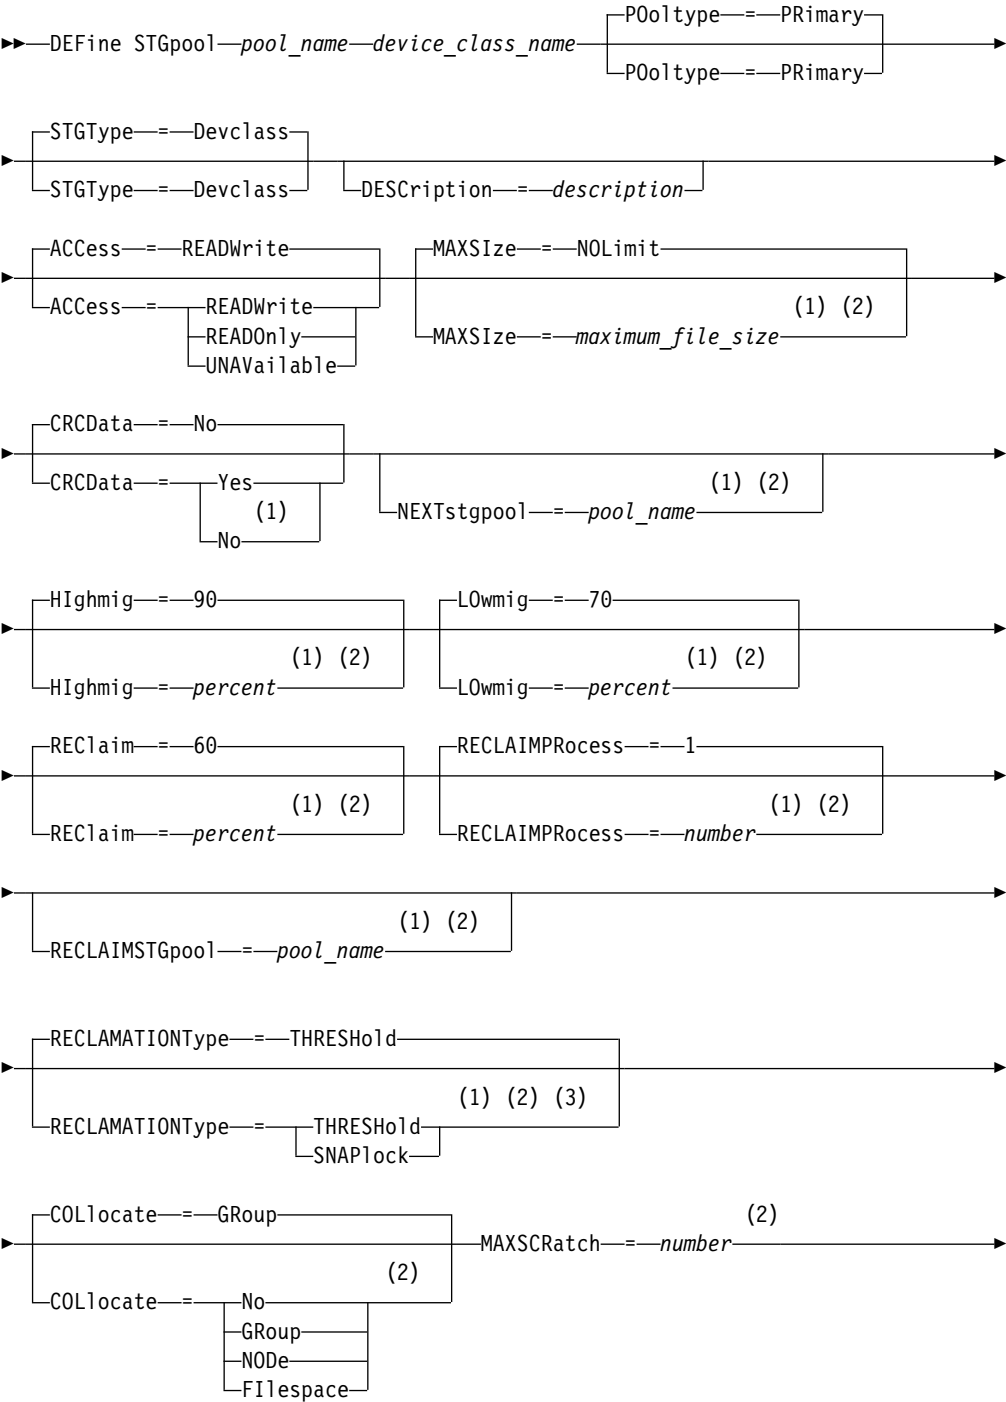 POoltype = PRimary
DEFine STGpool pool_name device_class_name
POoltype = PRimary
STGType = Devclass
STGType = Devclass
DESCription = description
ACCess = READWrite
MAXSIze = NOLimit
ACCess = READWrite
(1) (2)
READOnly
MAXSIze = maximum_file_size
UNAVailable
CRCData = No
CRCData = Yes
(1) (2)
(1)
NEXTstgpool = pool_name
No
HIghmig = 90
LOwmig = 70
(1) (2)
(1) (2)
HIghmig = percent
LOwmig = percent
REClaim = 60
RECLAIMPRocess = 1
(1) (2)
(1) (2)
REClaim = percent
RECLAIMPRocess = number
(1) (2)
RECLAIMSTGpool = pool_name
RECLAMATIONType = THRESHold
(1) (2) (3)
RECLAMATIONType = THRESHold
SNAPlock
COLlocate = GRoup
(2)
MAXSCRatch = number
(2)
COLlocate = No
GRoup
NODe
FIlespace